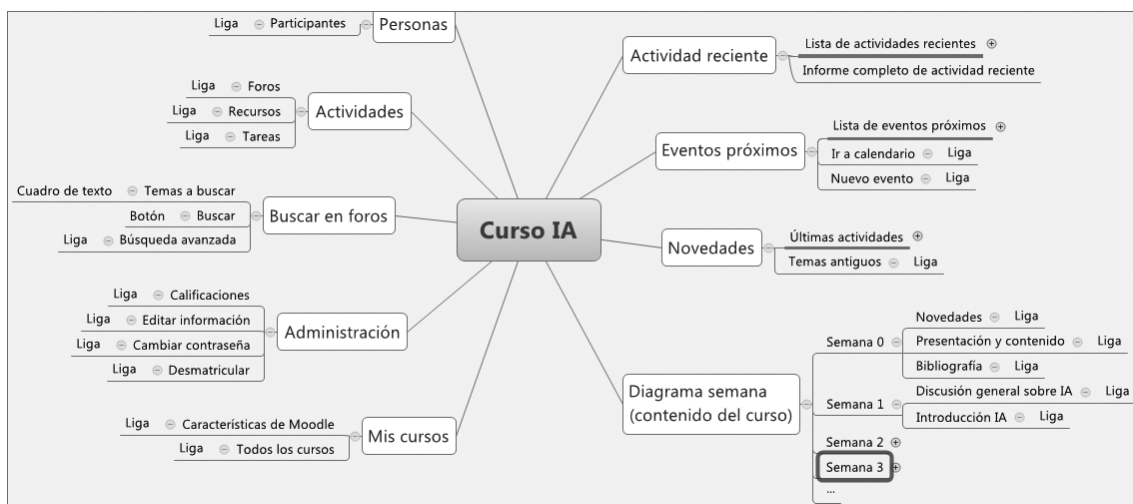 Liga Participantes Personas
Liga Foros
Liga Recursos
Liga Tareas
Actividades
Cuadro de texto Temas a buscar
Botón Buscar
Liga Búsqueda avanzada
Buscar en foros
Liga Calificaciones
Liga Editar información
Liga Cambiar contraseña
Liga Desmatricular
Administración
Liga Características de Moodle
Liga Todos los cursos
Mis cursos
Curso IA
Actividad reciente
Lista de actividades recientes
Informe completo de actividad reciente
Eventos próximos
Lista de eventos próximos
Ir a calendario Liga
Nuevo evento Liga
Novedades
Últimas actividades
Temas antiguos Liga
Diagrama semana
(contenido del curso)
Semana 0
Novedades Liga
Presentación y contenido Liga
Bibliografía Liga
Semana 1
Discusión general sobre IA Liga
Introducción IA Liga
Semana 2
Semana 3
...